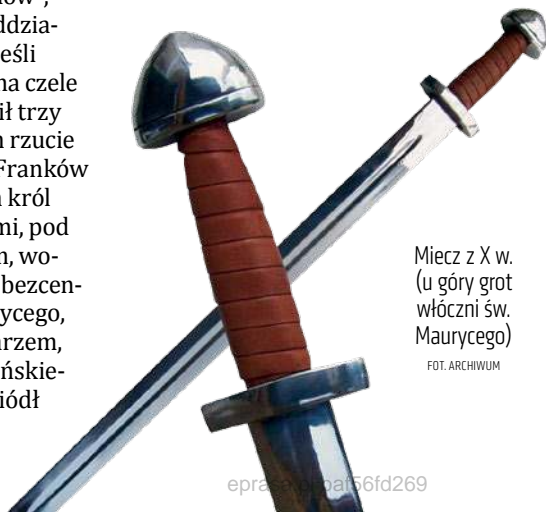 ddzia-
eśli
na czele
ił trzy
n rzucie
Franków
król
mi, pod
m, wo-
bezcen-
ycego,
arzem,
ńskie-
iódł
Miecz z X w.
(u góry grot
włóczni św.
Maurycego)
FOT. ARCHIWUM